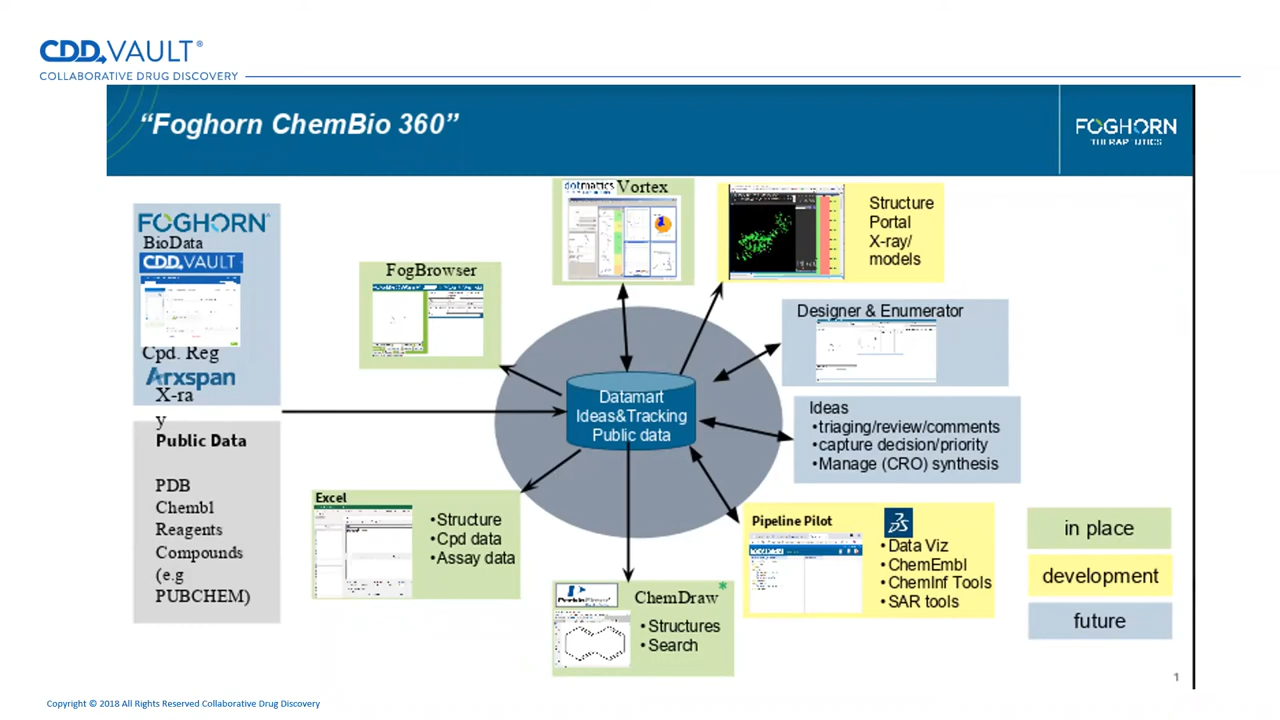 CDD.VAULT®
COLLABORATIVE DRUG DISCOVERY
“Foghorn ChemBio 360”
FOGHORN
THERAPEUTICS
FOGHORN®
BioData
CDD.VAULT
Cpd. Reg
Arxspan
X-ra
y
Public Data
PDB
Chembl
Reagents
Compounds
(e.g
PUBCHEM)
FogBrowser
dotmatics Vortex
Structure
Portal
X-ray/
models
Designer & Enumerator
Datamart
Ideas&Tracking
Public data
Ideas
•triaging/review/comments
•capture decision/priority
•Manage (CRO) synthesis
Excel
•Structure
•Cpd data
•Assay data
PerkinElmer
ChemDraw*
•Structures
•Search
Pipeline Pilot
•Data Viz
•ChemEmbl
•ChemInf Tools
•SAR tools
in place
development
future
1
Copyright © 2018 All Rights Reserved Collaborative Drug Discovery